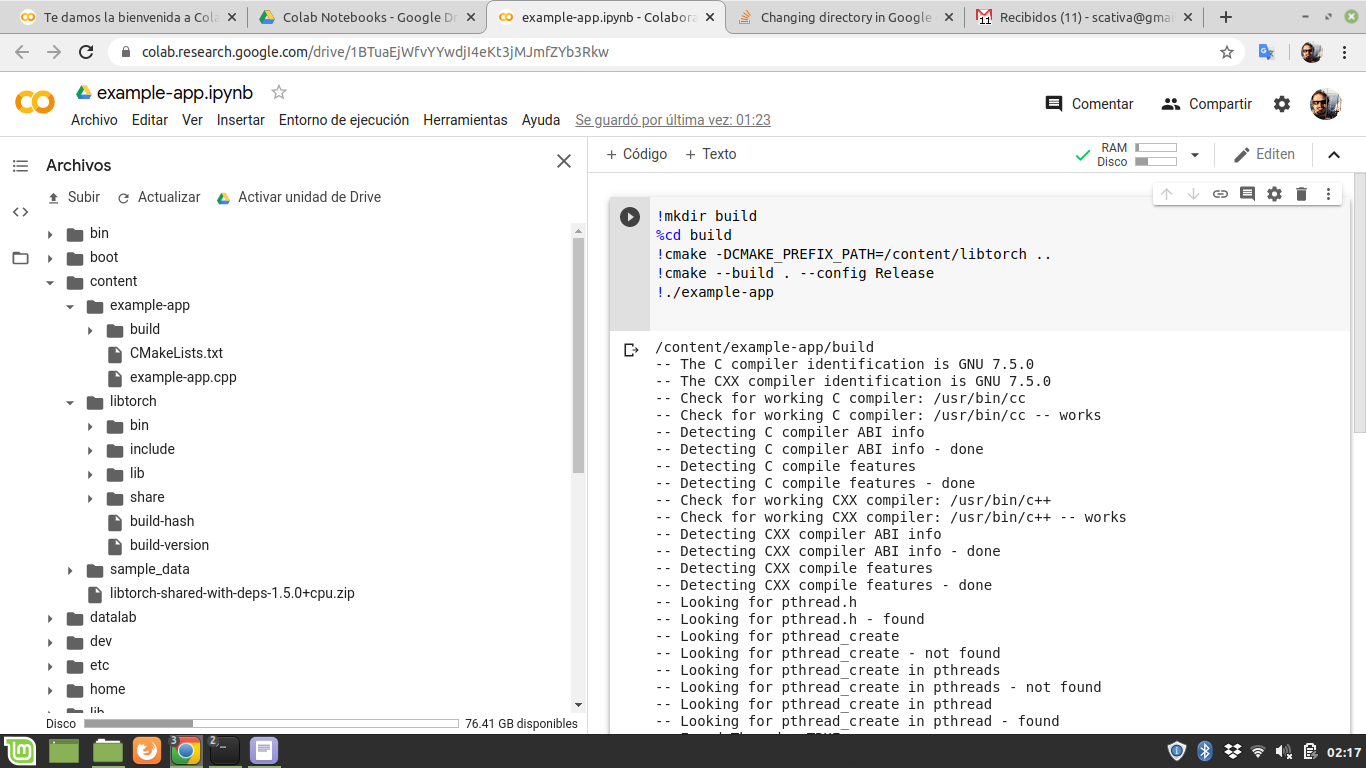 Te damos la bienvenida a Cola
Colab Notebooks - Google Dr
example-app.ipynb - Colabora
Changing directory in Google
11
Recibidos (11) - scativa@gmai
colab.research.google.com/drive/1BTuaEjWfvYYwdjI4eKt3jMJmfZYb3Rkw
example-app.ipynb
Comentar
Compartir
Archivo Editar Ver Insertar Entorno de ejecución Herramientas Ayuda Se guardó por última vez: 01:23
Archivos
Subir Actualizar Activar unidad de Drive
bin
boot
content
example-app
build
CMakeLists.txt
example-app.cpp
libtorch
bin
include
lib
share
build-hash
build-version
sample_data
libtorch-shared-with-deps-1.5.0+cpu.zip
datalab
dev
etc
home
lib
Disco 76.41 GB disponibles
+ Código + Texto
RAM
Disco
Editen
!mkdir build
%cd build
!cmake -DCMAKE_PREFIX_PATH=/content/libtorch ..
!cmake --build . --config Release
!./example-app
/content/example-app/build
-- The C compiler identification is GNU 7.5.0
-- The CXX compiler identification is GNU 7.5.0
-- Check for working C compiler: /usr/bin/cc
-- Check for working C compiler: /usr/bin/cc -- works
-- Detecting C compiler ABI info
-- Detecting C compiler ABI info - done
-- Detecting C compile features
-- Detecting C compile features - done
-- Check for working CXX compiler: /usr/bin/c++
-- Check for working CXX compiler: /usr/bin/c++ -- works
-- Detecting CXX compiler ABI info
-- Detecting CXX compiler ABI info - done
-- Detecting CXX compile features
-- Detecting CXX compile features - done
-- Looking for pthread.h
-- Looking for pthread.h - found
-- Looking for pthread_create
-- Looking for pthread_create - not found
-- Looking for pthread_create in pthreads
-- Looking for pthread_create in pthreads - not found
-- Looking for pthread_create in pthread
-- Looking for pthread_create in pthread - found
3
2
02:17